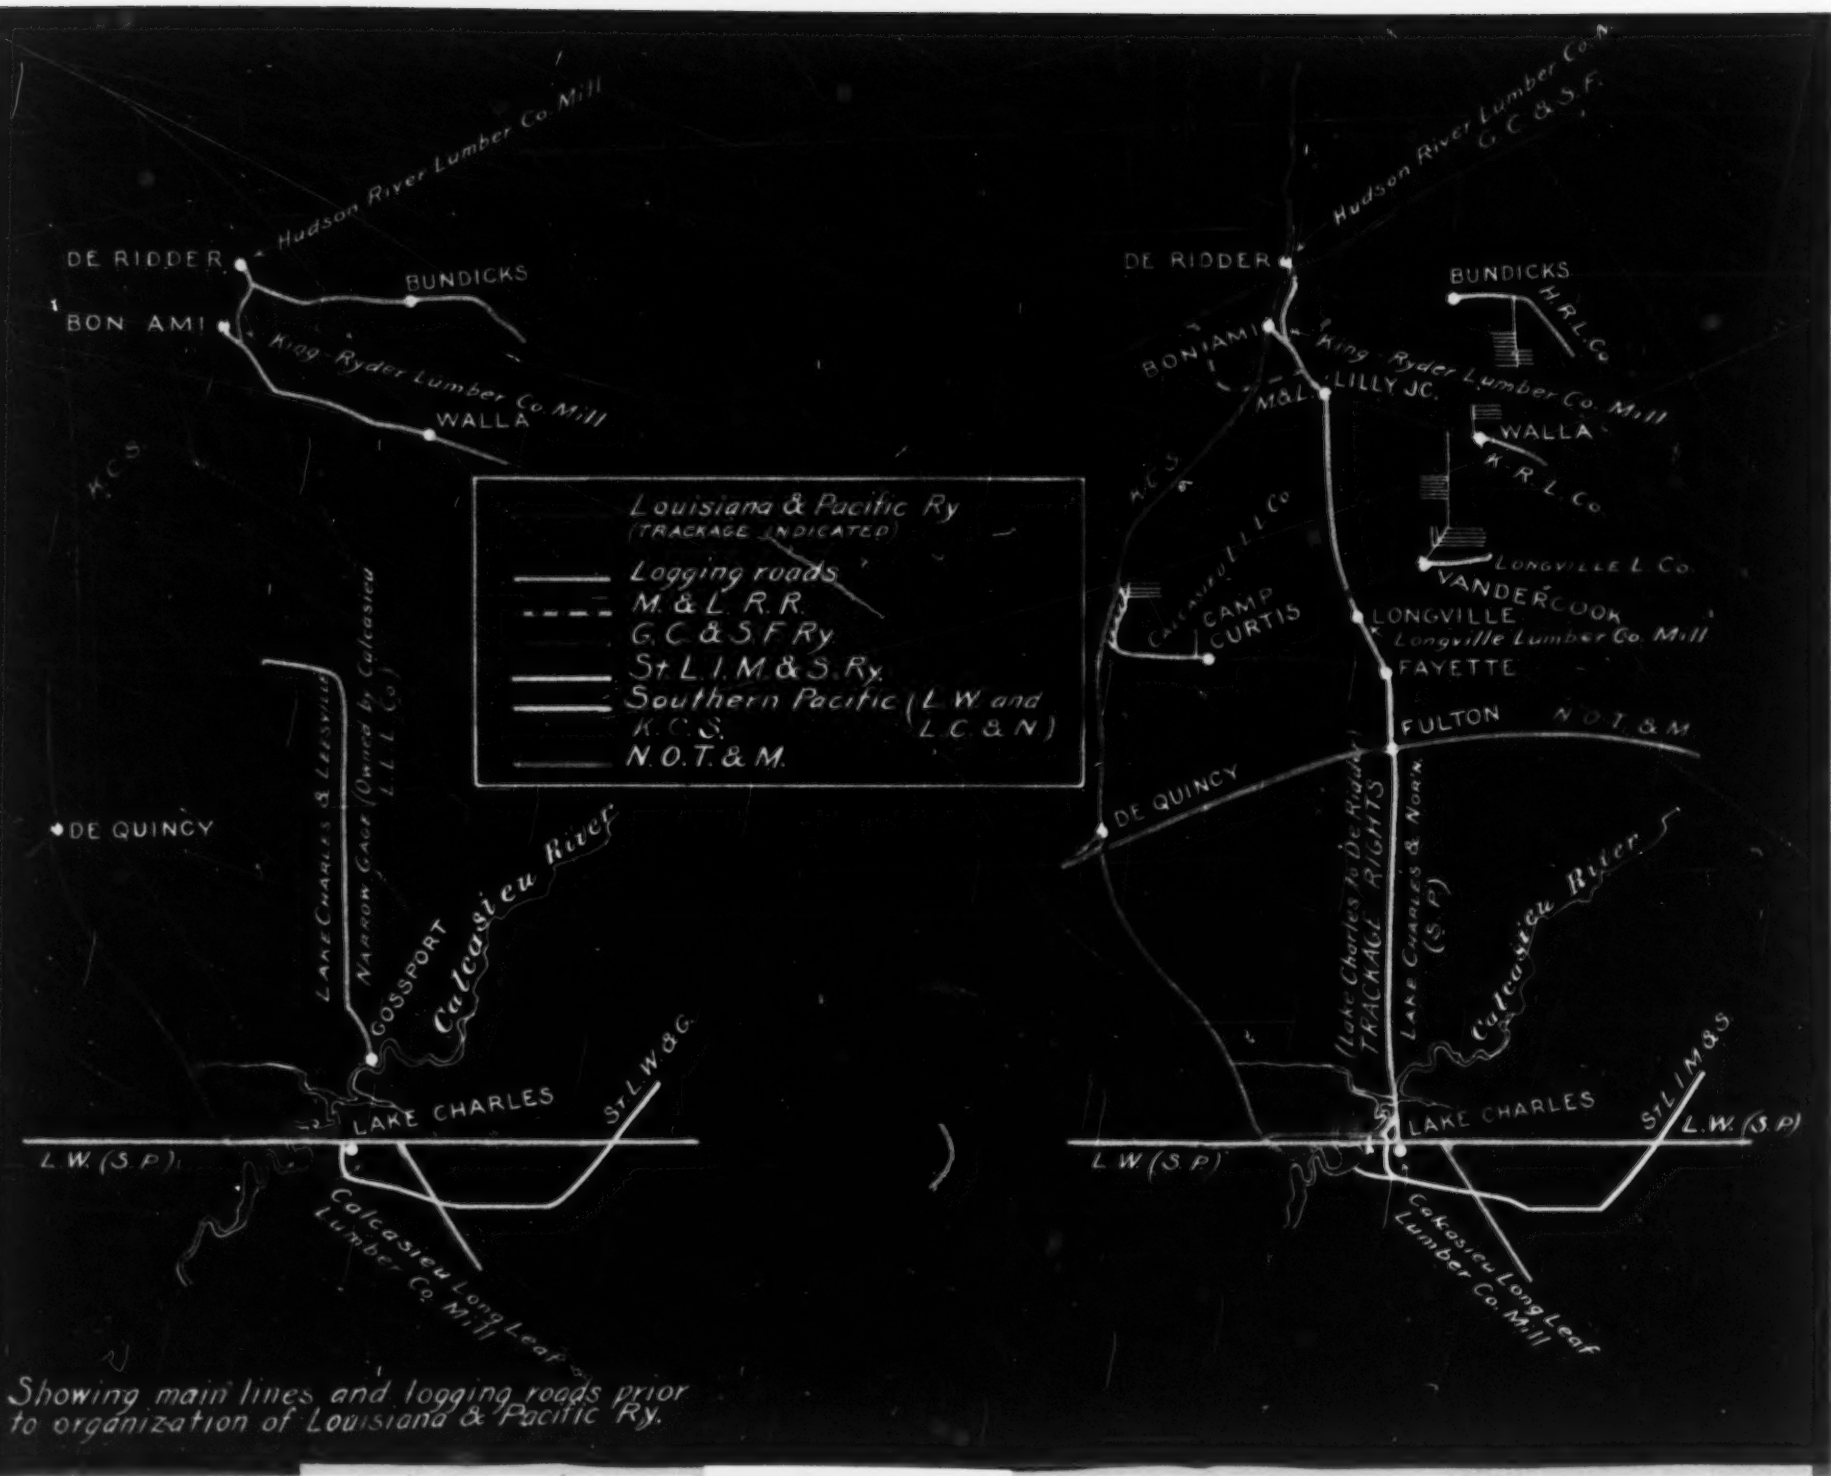 Hudson River Lumber Co. Mill
DE RIDDER
BUNDICKS
BON AMI
King-Ryder Lumber Co. Mill
WALLA
K.C.S.
LAKE CHARLES & LEESVILLE
NARROW GAGE (Owned by Calcasieu
L.L.L.Co.)
DE QUINCY
GOSSPORT
Calcasieu River
LAKE CHARLES
ST. L.W. & G.
L.W. (S.P.)
Calcasieu Long Leaf
Lumber Co. Mill
Showing main lines and logging roads prior
to organization of Louisiana & Pacific Ry.
Louisiana & Pacific Ry
(TRACKAGE INDICATED)
Logging roads
M. & L. R. R.
G. C. & S. F. Ry
St. L. I. M. & S. Ry.
Southern Pacific (L. W. and
L. C. & N.)
K. C. S.
N. O. T. & M.
Hudson River Lumber Co.
G. C. & S. F.
DE RIDDER
BUNDICKS
H. R. L. Co
BON AMI
King-Ryder Lumber Co. Mill
M. & L.
LILLY JC.
WALLA
K. R. L. Co.
K.C.S
CALCASIEU L. L. L. Co
CAMP
CURTIS
LONGVILLE L Co.
VANDERCOOK
LONGVILLE
Longville Lumber Co. Mill
FAYETTE
FULTON
N. O. T. & M
DE QUINCY
(Lake Charles to De Ridder)
TRACKAGE RIGHTS
LAKE CHARLES & NOR'N.
(S. P.)
Calcasieu River
LAKE CHARLES
ST. L. I. M & S.
L. W. (S. P)
L. W. (S. P)
Calcasieu Long Leaf
Lumber Co. Mill